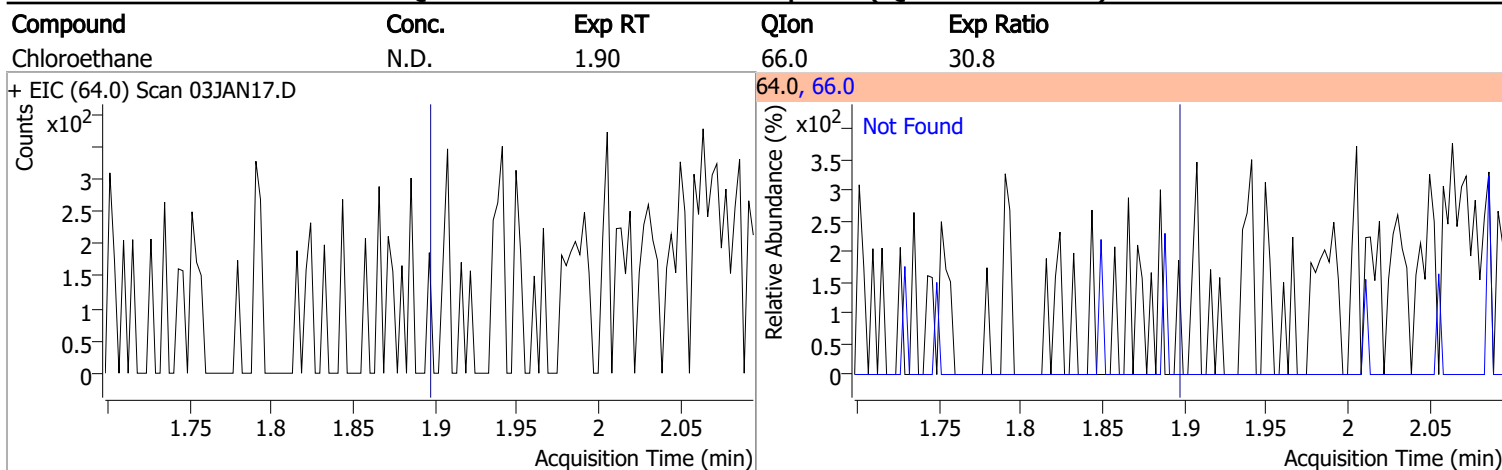 Compound Conc. Exp RT QIon Exp Ratio
Chloroethane N.D. 1.90 66.0 30.8
+ EIC (64.0) Scan 03JAN17.D
Counts
x10²
3
2.5
2
1.5
1
0.5
0
1.75 1.8 1.85 1.9 1.95 2 2.05
Acquisition Time (min)
64.0, 66.0
Relative Abundance (%)
x10²
Not Found
3.5
3
2.5
2
1.5
1
0.5
0
1.75 1.8 1.85 1.9 1.95 2 2.05
Acquisition Time (min)